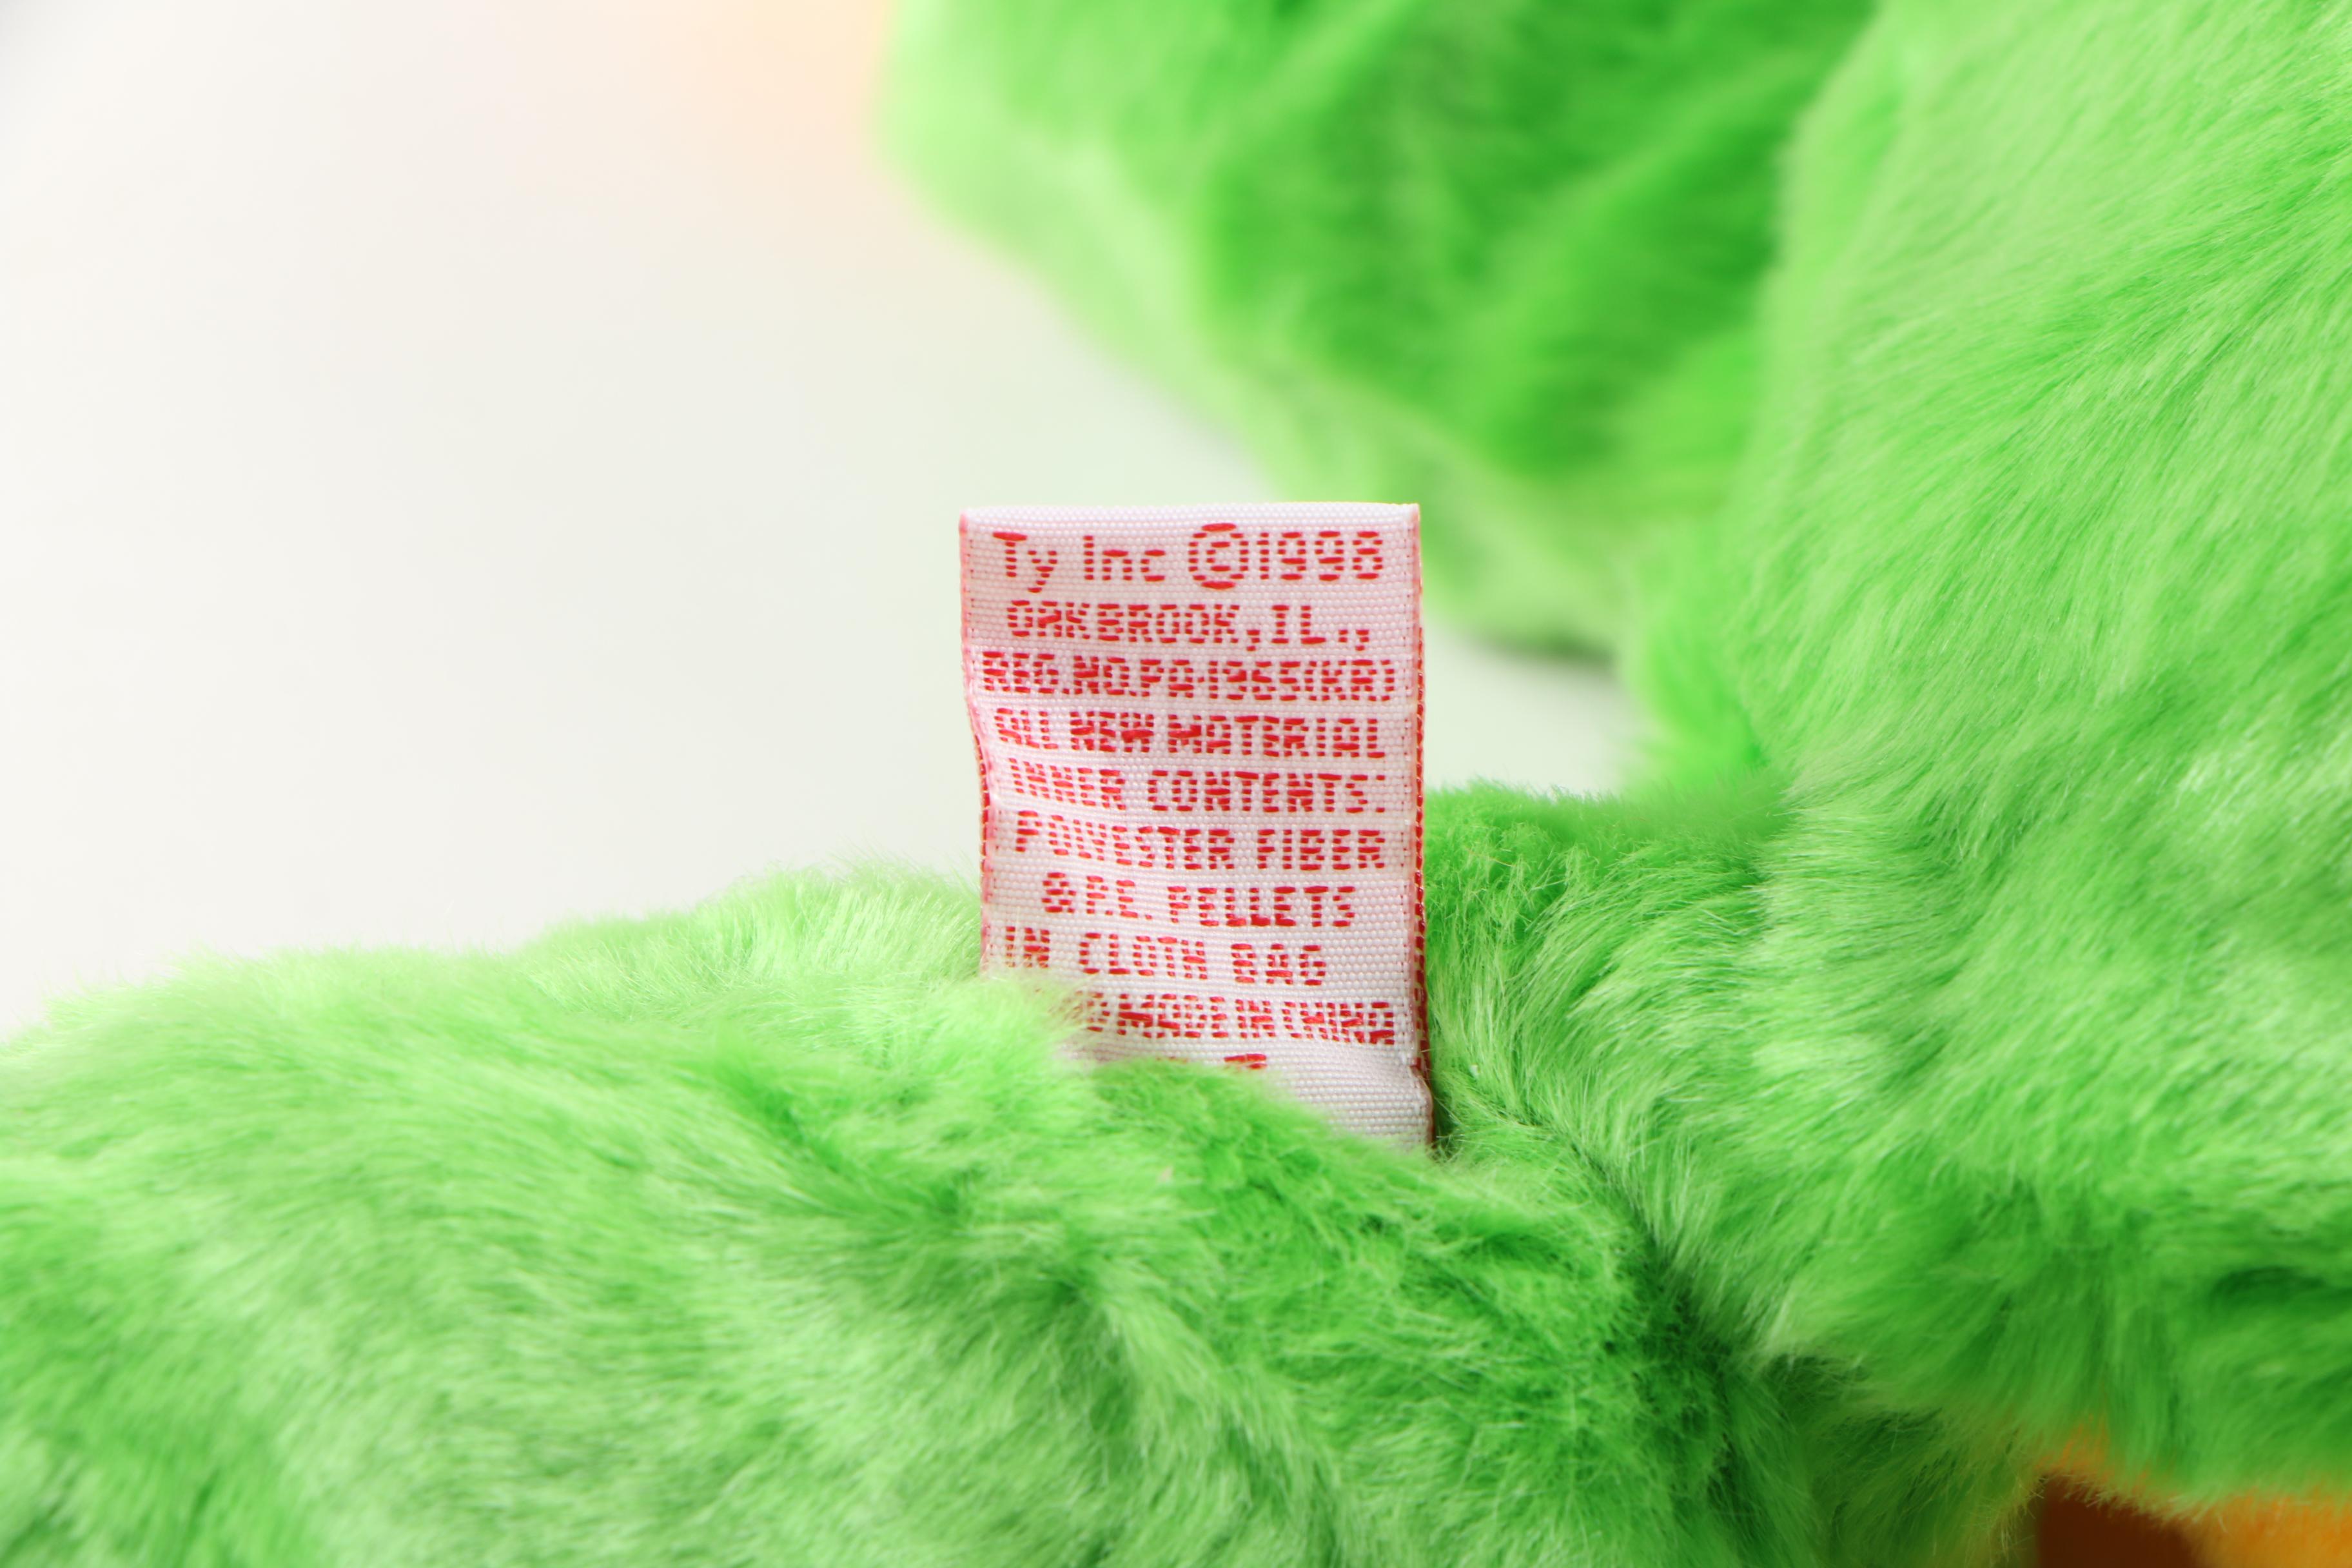 Ty Inc ©1998
OAKBROOK,IL.,
REG.NO.PA-1965(KR)
ALL NEW MATERIAL
INNER CONTENTS:
POLYESTER FIBER
& P.E. PELLETS
IN CLOTH BAG
MADE IN CHINA